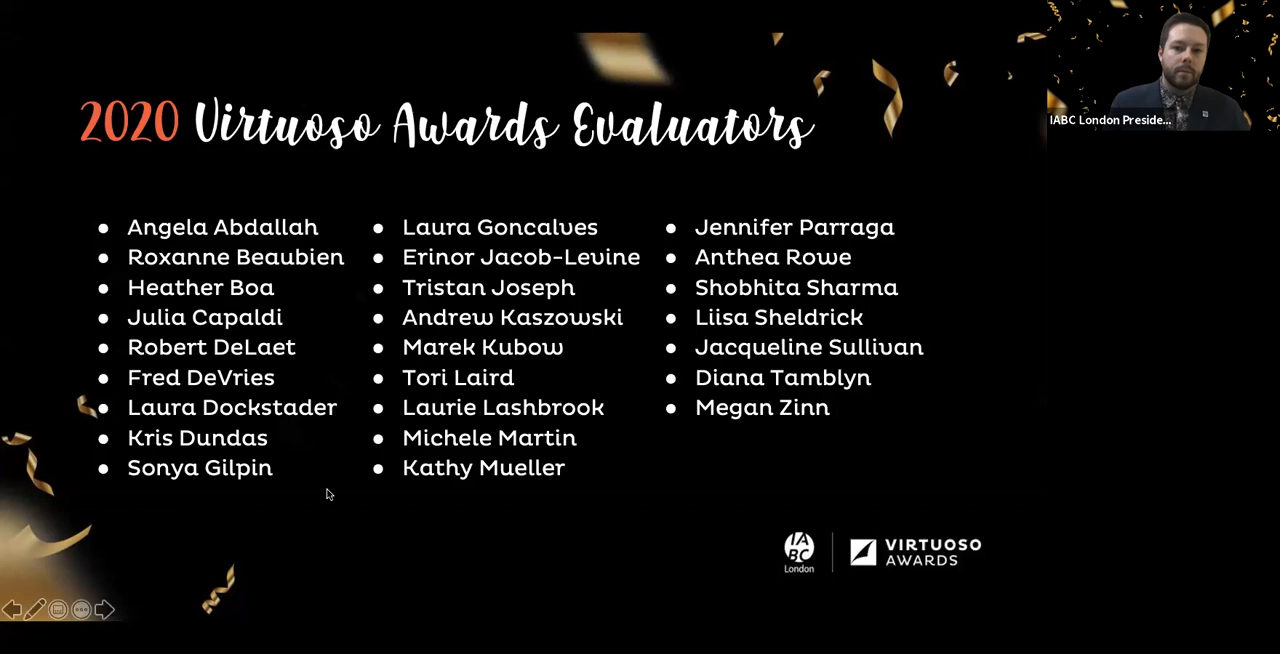 2020 Virtuoso Awards Evaluators
IABC London Preside...
Angela Abdallah
Roxanne Beaubien
Heather Boa
Julia Capaldi
Robert DeLaet
Fred DeVries
Laura Dockstader
Kris Dundas
Sonya Gilpin
Laura Goncalves
Erinor Jacob-Levine
Tristan Joseph
Andrew Kaszowski
Marek Kubow
Tori Laird
Laurie Lashbrook
Michele Martin
Kathy Mueller
Jennifer Parraga
Anthea Rowe
Shobhita Sharma
Liisa Sheldrick
Jacqueline Sullivan
Diana Tamblyn
Megan Zinn
IA
BC
London
VIRTUOSO
AWARDS